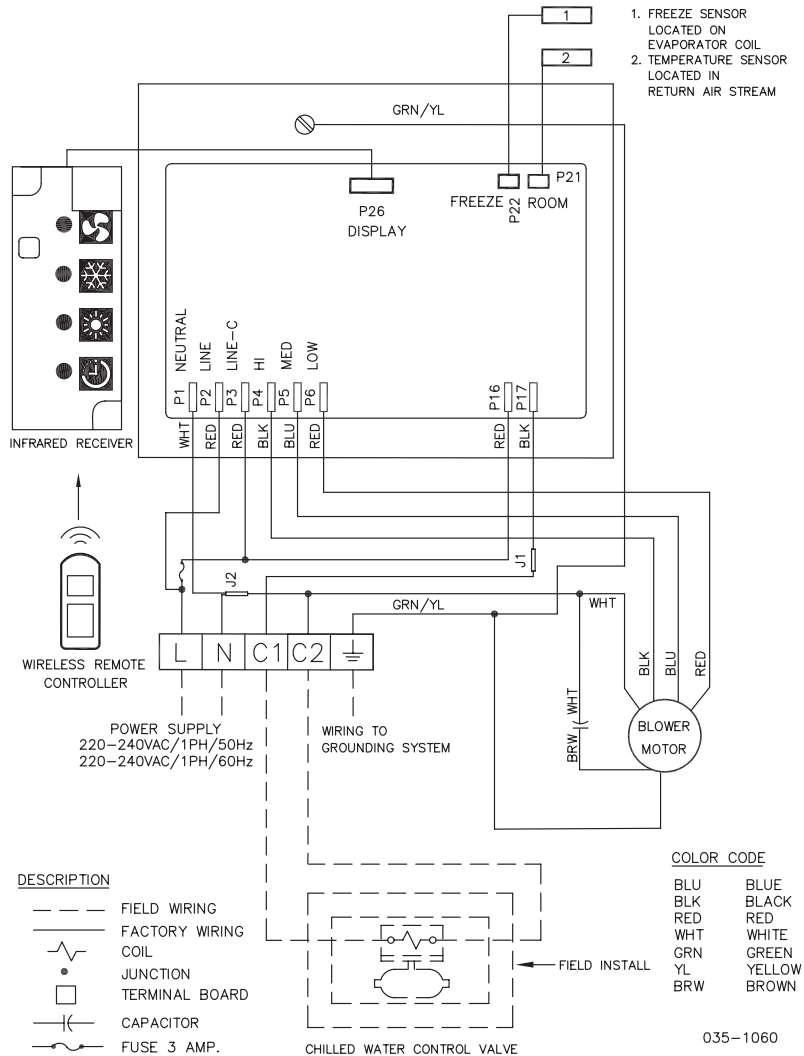 1
2
1. FREEZE SENSOR
LOCATED ON
EVAPORATOR COIL
2. TEMPERATURE SENSOR
LOCATED IN
RETURN AIR STREAM
GRN/YL
P26
DISPLAY
FREEZE
P22
ROOM
P21
NEUTRAL
LINE
LINE-C
HI
MED
LOW
P1
P2
P3
P4
P5
P6
P16
P17
WHT
RED
RED
BLK
BLU
RED
RED
BLK
INFRARED RECEIVER
J1
J2
GRN/YL
WHT
L
N
C1
C2
WIRELESS REMOTE
CONTROLLER
BLK
BLU
RED
WHT
BRW
BLOWER
MOTOR
POWER SUPPLY
220-240VAC/1PH/50Hz
220-240VAC/1PH/60Hz
WIRING TO
GROUNDING SYSTEM
DESCRIPTION
FIELD WIRING
FACTORY WIRING
COIL
JUNCTION
TERMINAL BOARD
CAPACITOR
FUSE 3 AMP.
FIELD INSTALL
CHILLED WATER CONTROL VALVE
COLOR CODE
BLU BLUE
BLK BLACK
RED RED
WHT WHITE
GRN GREEN
YL YELLOW
BRW BROWN
035-1060